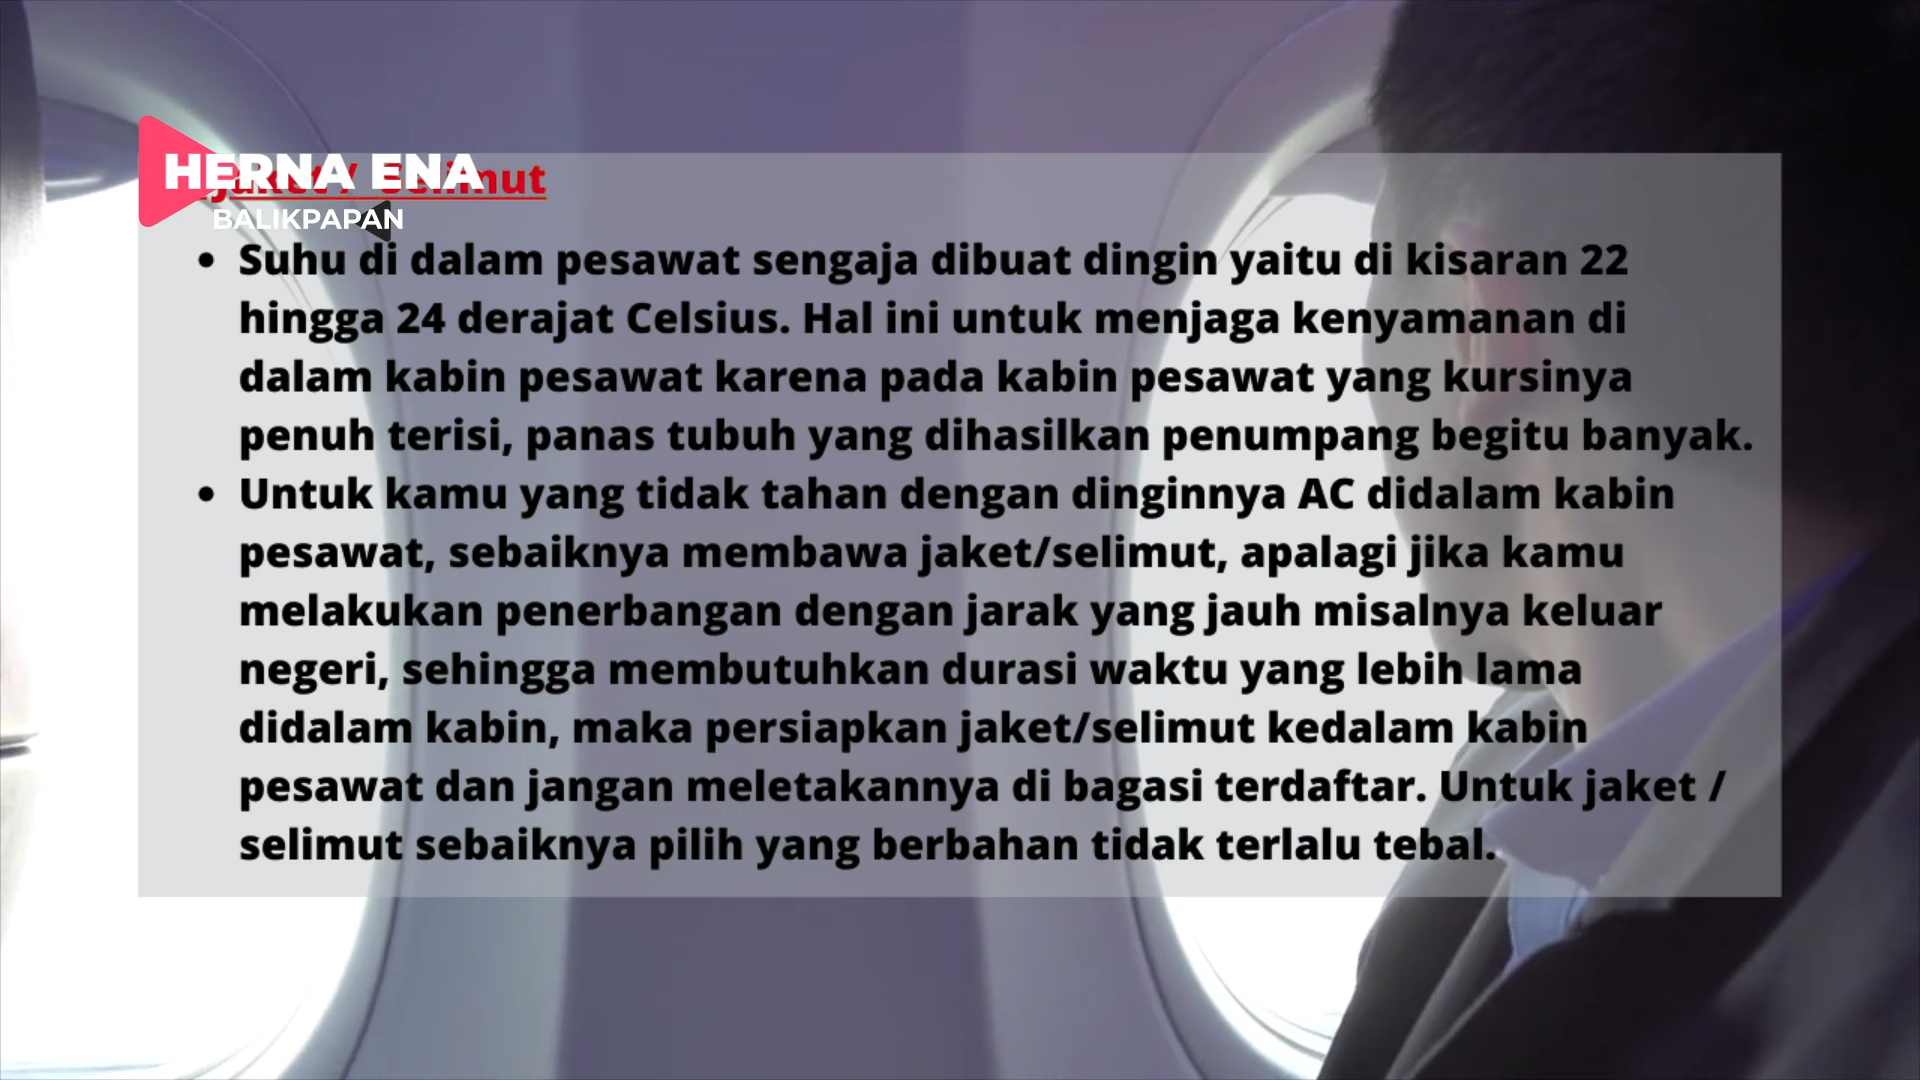 HERNA ENA
BALIKPAPAN
Jaket / Selimut
• Suhu di dalam pesawat sengaja dibuat dingin yaitu di kisaran 22
hingga 24 derajat Celsius. Hal ini untuk menjaga kenyamanan di
dalam kabin pesawat karena pada kabin pesawat yang kursinya
penuh terisi, panas tubuh yang dihasilkan penumpang begitu banyak.
• Untuk kamu yang tidak tahan dengan dinginnya AC didalam kabin
pesawat, sebaiknya membawa jaket/selimut, apalagi jika kamu
melakukan penerbangan dengan jarak yang jauh misalnya keluar
negeri, sehingga membutuhkan durasi waktu yang lebih lama
didalam kabin, maka persiapkan jaket/selimut kedalam kabin
pesawat dan jangan meletakannya di bagasi terdaftar. Untuk jaket /
selimut sebaiknya pilih yang berbahan tidak terlalu tebal.